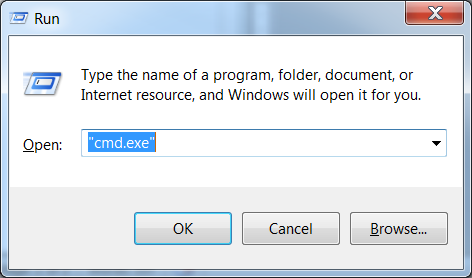 Run
Type the name of a program, folder, document, or
Internet resource, and Windows will open it for you.
Open: "cmd.exe"
OK Cancel Browse...